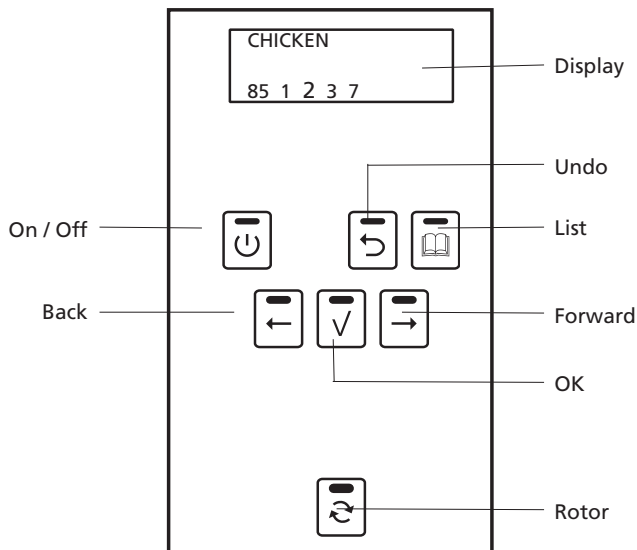 CHICKEN
85 1 2 3 7
Display
Undo
On / Off
List
Back
Forward
OK
Rotor